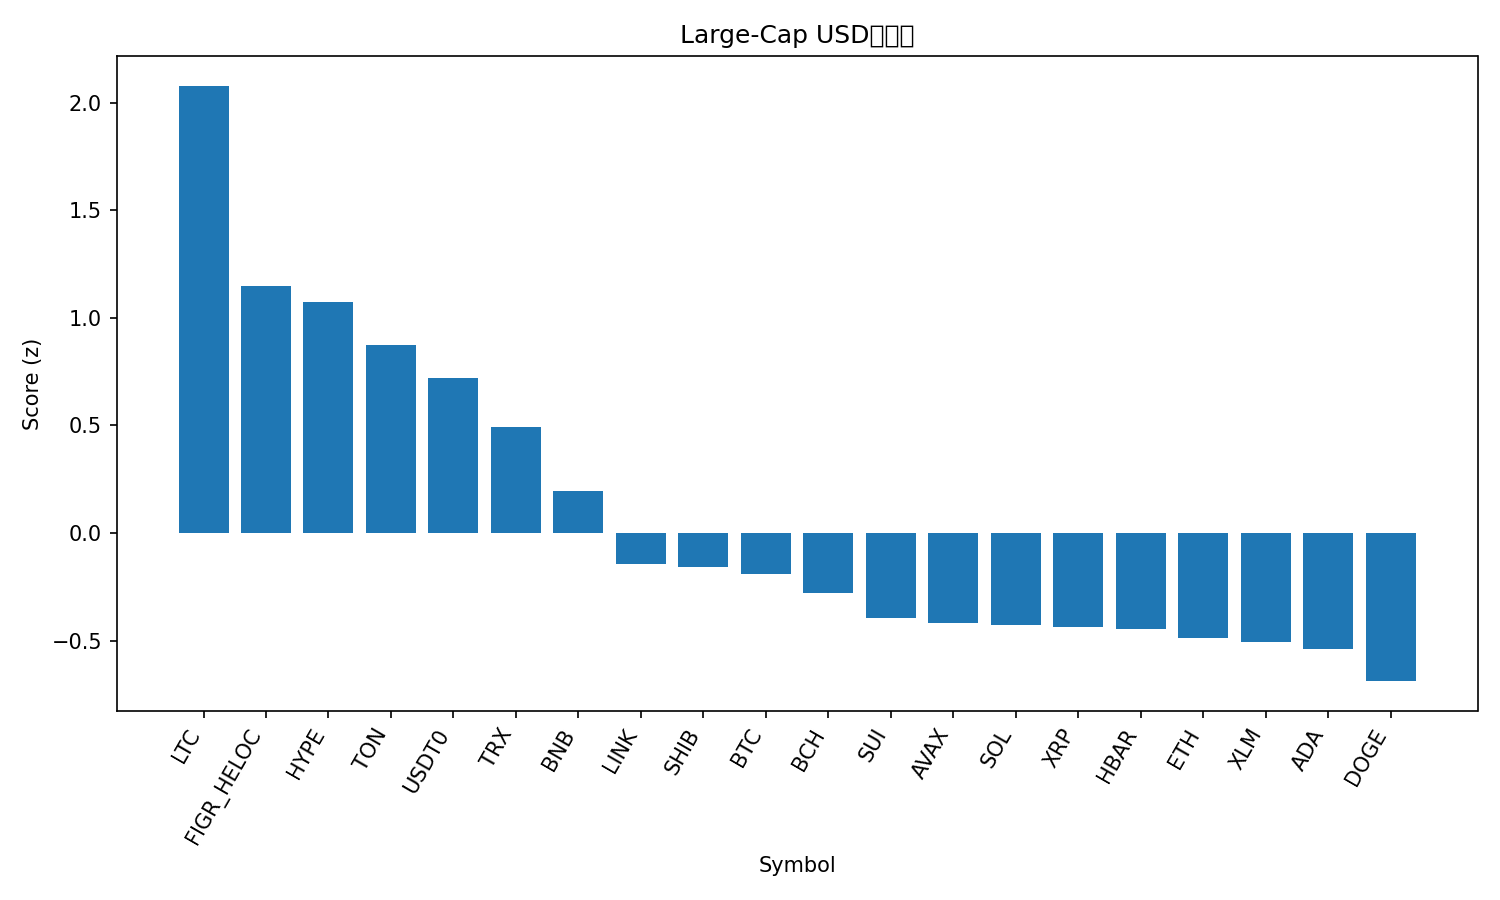 Large-Cap USD
Score (z)
2.0
1.5
1.0
0.5
0.0
−0.5
LTC
FIGR_HELOC
HYPE
TON
USDT0
TRX
BNB
LINK
SHIB
BTC
BCH
SUI
AVAX
SOL
XRP
HBAR
ETH
XLM
ADA
DOGE
Symbol